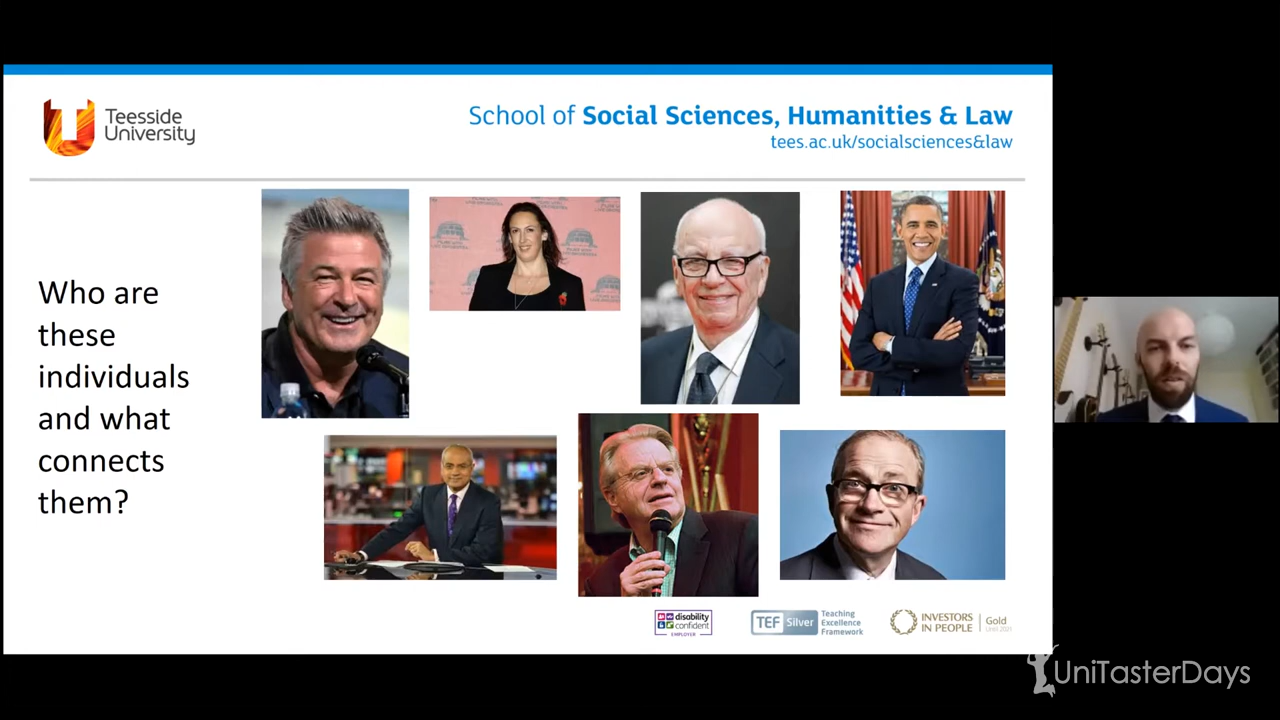 Teesside
University
School of Social Sciences, Humanities & Law
tees.ac.uk/socialsciences&law
Who are
these
individuals
and what
connects
them?
disability
confident
EMPLOYER
TEF Silver
Teaching
Excellence
Framework
INVESTORS
IN PEOPLE
Gold
UniTasterDays